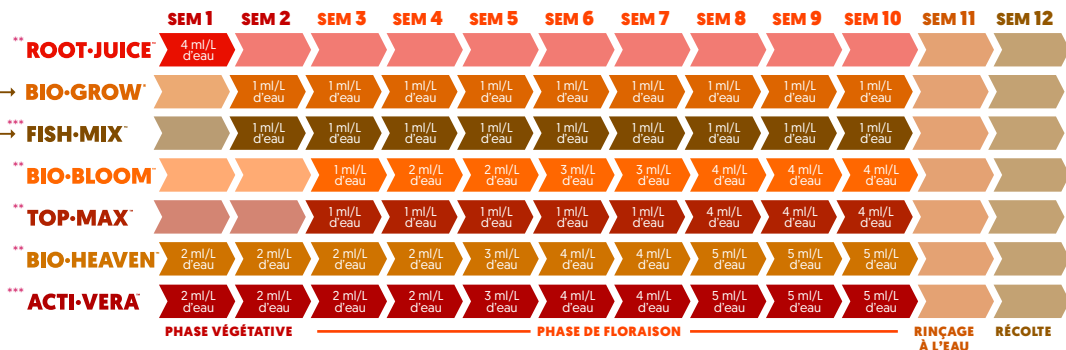 SEM 1 SEM 2 SEM 3 SEM 4 SEM 5 SEM 6 SEM 7 SEM 8 SEM 9 SEM 10 SEM 11 SEM 12
** ROOT•JUICE™ 4 ml/L
d'eau
→ BIO•GROW® 1 ml/L 1 ml/L 1 ml/L 1 ml/L 1 ml/L 1 ml/L 1 ml/L 1 ml/L 1 ml/L
d'eau d'eau d'eau d'eau d'eau d'eau d'eau d'eau d'eau
→ *** FISH•MIX™ 1 ml/L 1 ml/L 1 ml/L 1 ml/L 1 ml/L 1 ml/L 1 ml/L 1 ml/L 1 ml/L
d'eau d'eau d'eau d'eau d'eau d'eau d'eau d'eau d'eau
** BIO•BLOOM™ 1 ml/L 2 ml/L 2 ml/L 3 ml/L 3 ml/L 4 ml/L 4 ml/L 4 ml/L
d'eau d'eau d'eau d'eau d'eau d'eau d'eau d'eau
** TOP•MAX™ 1 ml/L 1 ml/L 1 ml/L 1 ml/L 1 ml/L 4 ml/L 4 ml/L 4 ml/L
d'eau d'eau d'eau d'eau d'eau d'eau d'eau d'eau
** BIO•HEAVEN™ 2 ml/L 2 ml/L 2 ml/L 2 ml/L 3 ml/L 4 ml/L 4 ml/L 5 ml/L 5 ml/L 5 ml/L
d'eau d'eau d'eau d'eau d'eau d'eau d'eau d'eau d'eau d'eau
*** ACTI•VERA™ 2 ml/L 2 ml/L 2 ml/L 2 ml/L 3 ml/L 4 ml/L 4 ml/L 5 ml/L 5 ml/L 5 ml/L
d'eau d'eau d'eau d'eau d'eau d'eau d'eau d'eau d'eau d'eau
PHASE VÉGÉTATIVE PHASE DE FLORAISON RINÇAGE RÉCOLTE
À L'EAU